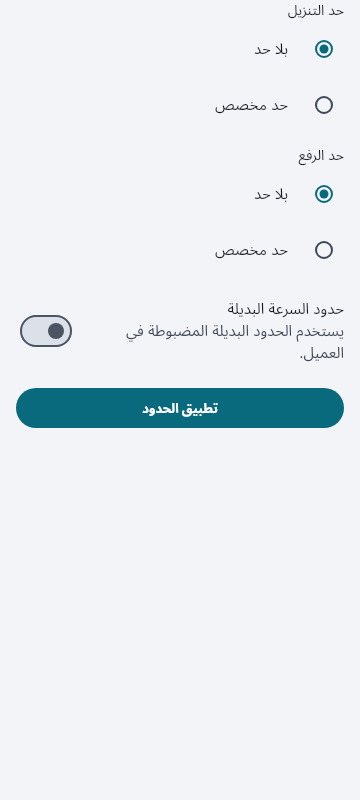 حد التنزيل
بلا حد
حد مخصص
حد الرفع
بلا حد
حد مخصص
حدود السرعة البديلة
يستخدم الحدود البديلة المضبوطة في
العميل.
تطبيق الحدود